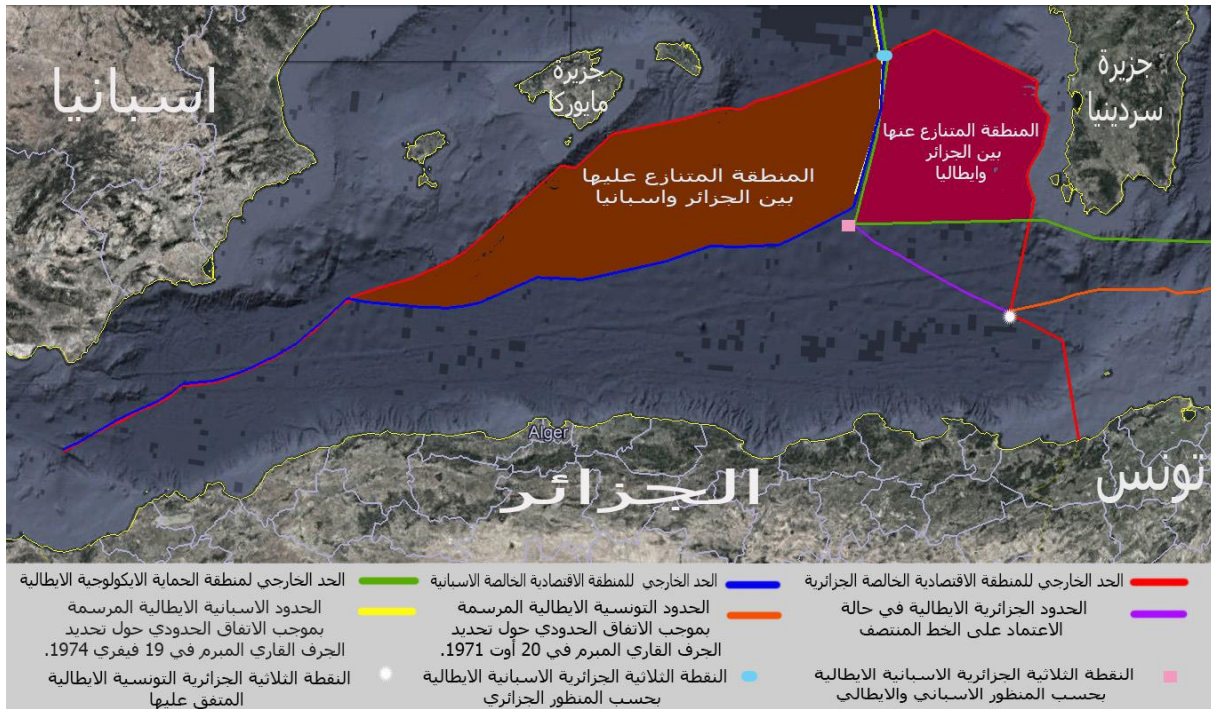 اسبانيا
جزيرة
مايوركا
جزيرة
سردينيا
المنطقة المتنازع عنها
بين الجزائر
وايطاليا
المنطقة المتنازع عليها
بين الجزائر واسبانيا
Alger
الجزائر
تونس
الحد الخارجي للمنطقة الاقتصادية الخالصة الجزائرية
الحد الخارجي للمنطقة الاقتصادية الخالصة الاسبانية
الحد الخارجي لمنطقة الحماية الايكولوجية الايطالية
الحدود الجزائرية الايطالية في حالة
الاعتماد على الخط المنتصف
الحدود التونسية الايطالية المرسمة
بموجب الاتفاق الحدودي حول تحديد
الجرف القاري المبرم في 20 أوت 1971.
الحدود الاسبانية الايطالية المرسمة
بموجب الاتفاق الحدودي حول تحديد
الجرف القاري المبرم في 19 فيفري 1974.
النقطة الثلاثية الجزائرية الاسبانية الايطالية
بحسب المنظور الاسباني والايطالي
النقطة الثلاثية الجزائرية الاسبانية الايطالية
بحسب المنظور الجزائري
النقطة الثلاثية الجزائرية التونسية الايطالية
المتفق عليها